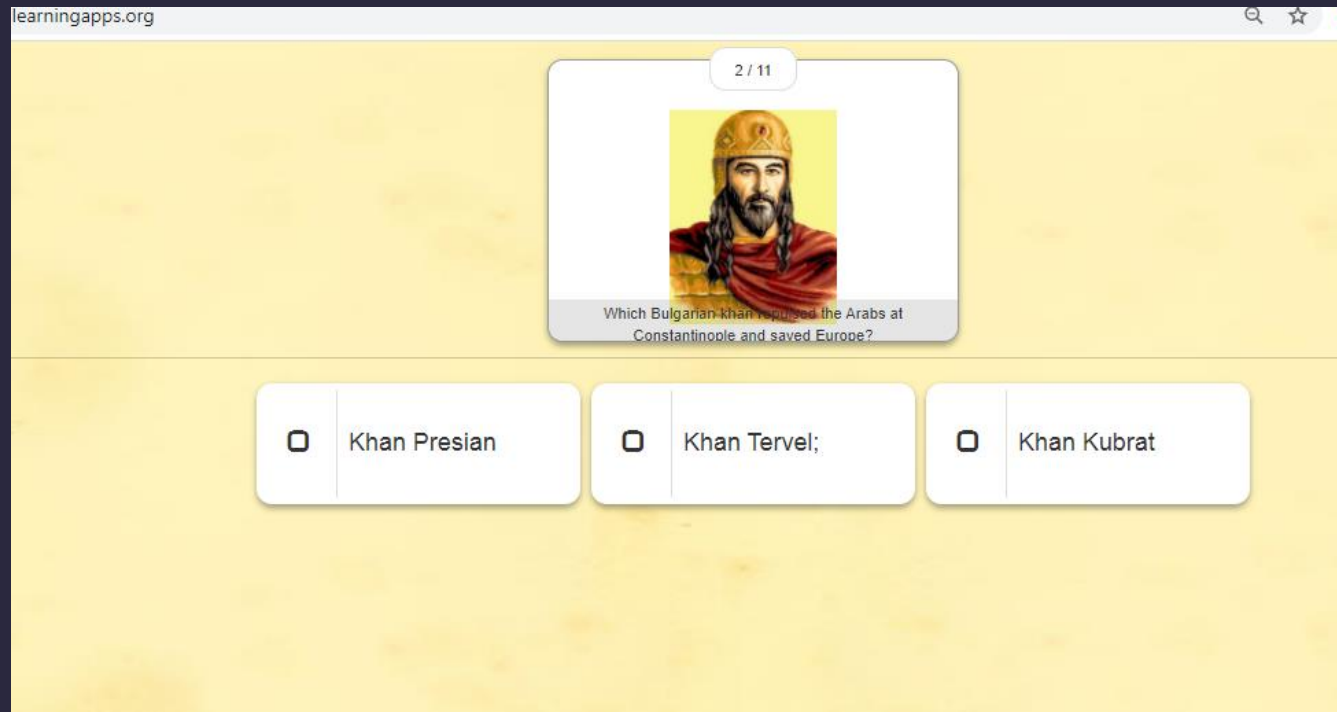 learningapps.org
2 / 11
Which Bulgarian khan repulsed the Arabs at
Constantinople and saved Europe?
Khan Presian
Khan Tervel;
Khan Kubrat